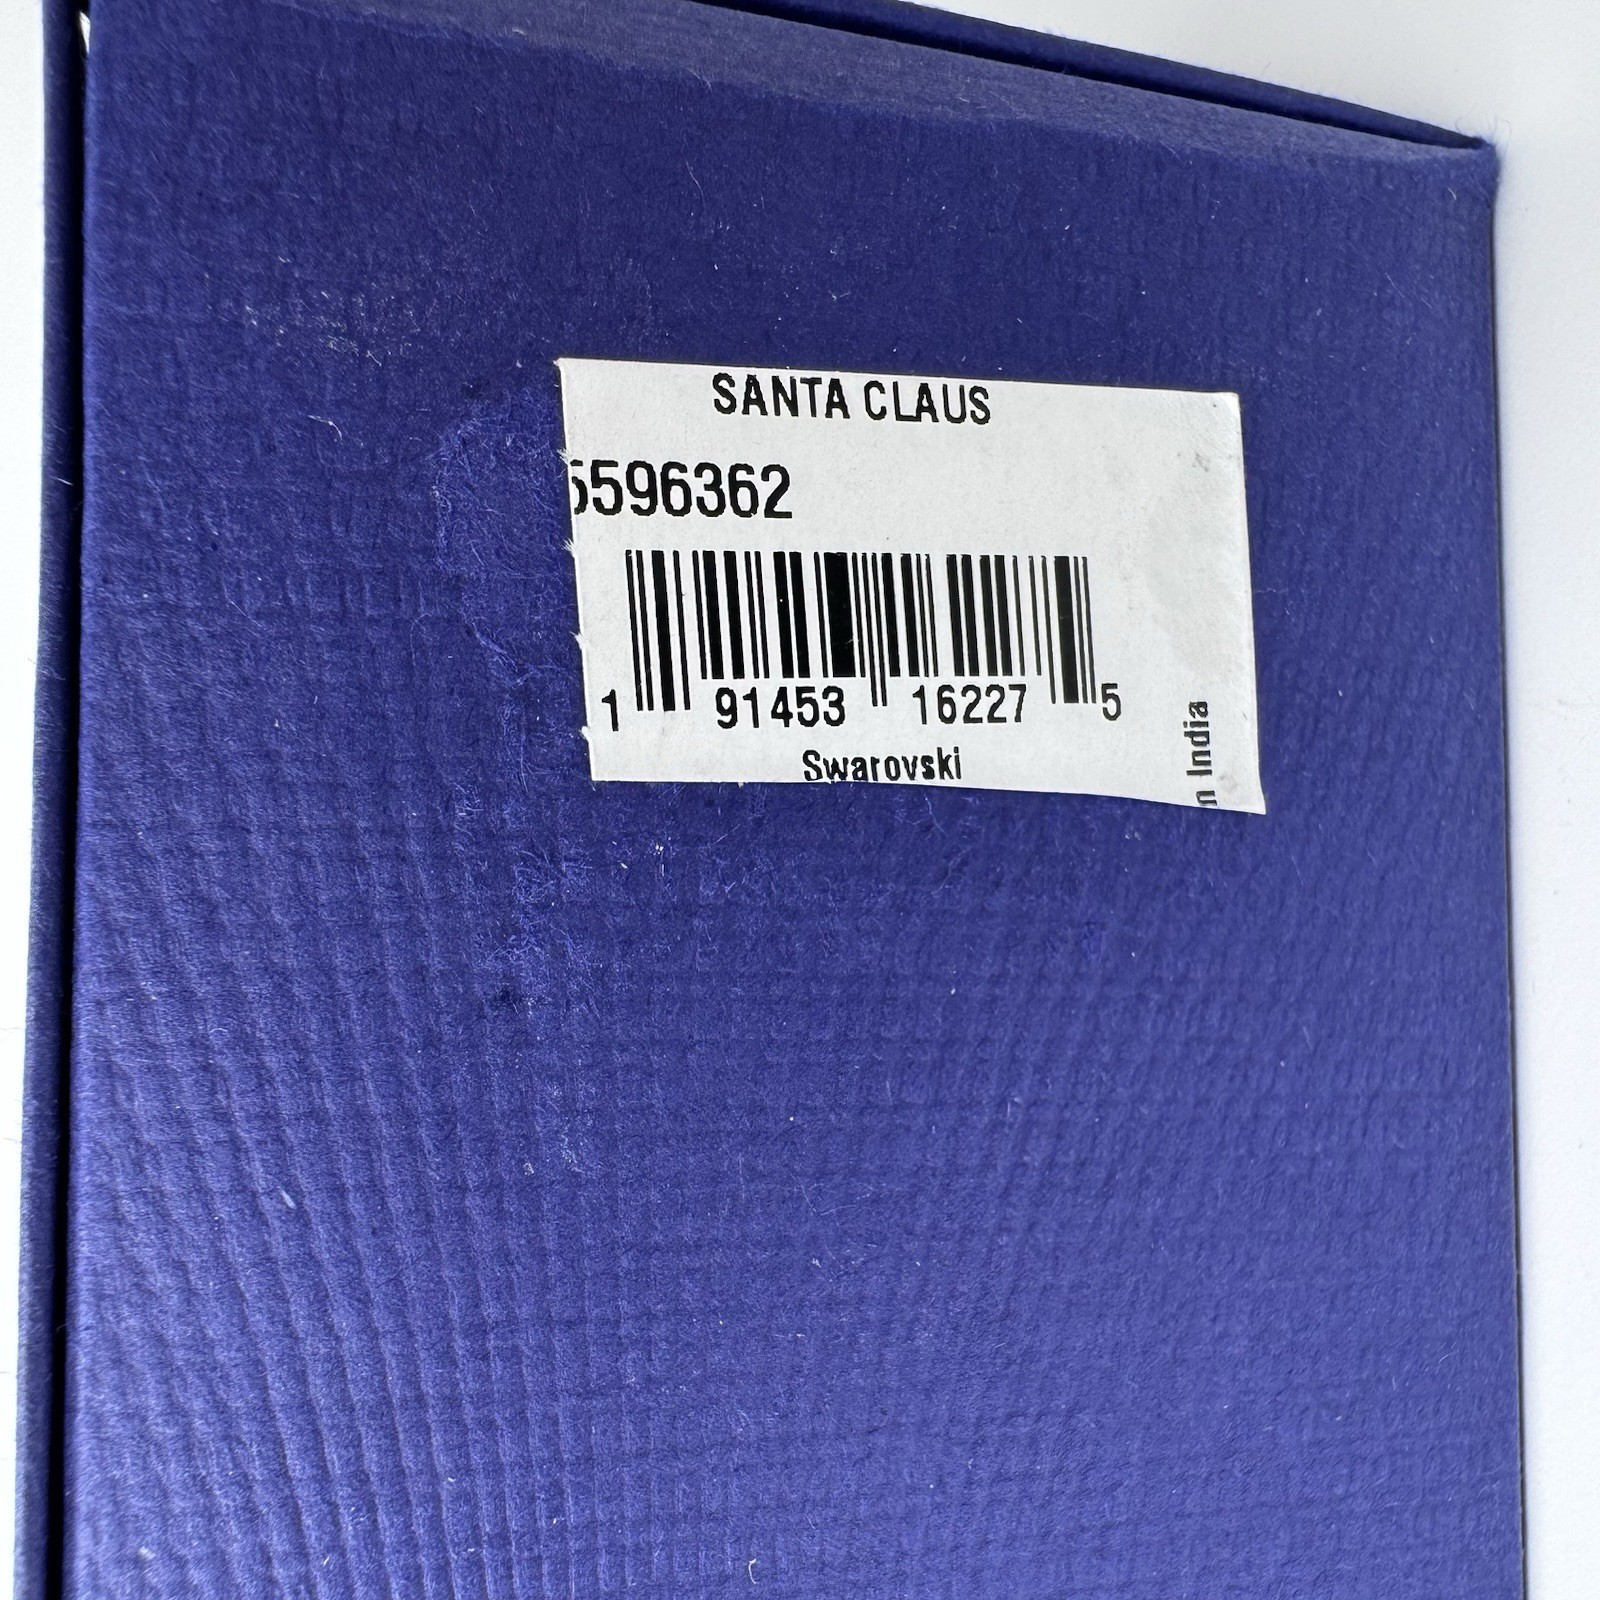 SANTA CLAUS
5596362
1 91453 16227 5
Swarovski
n India